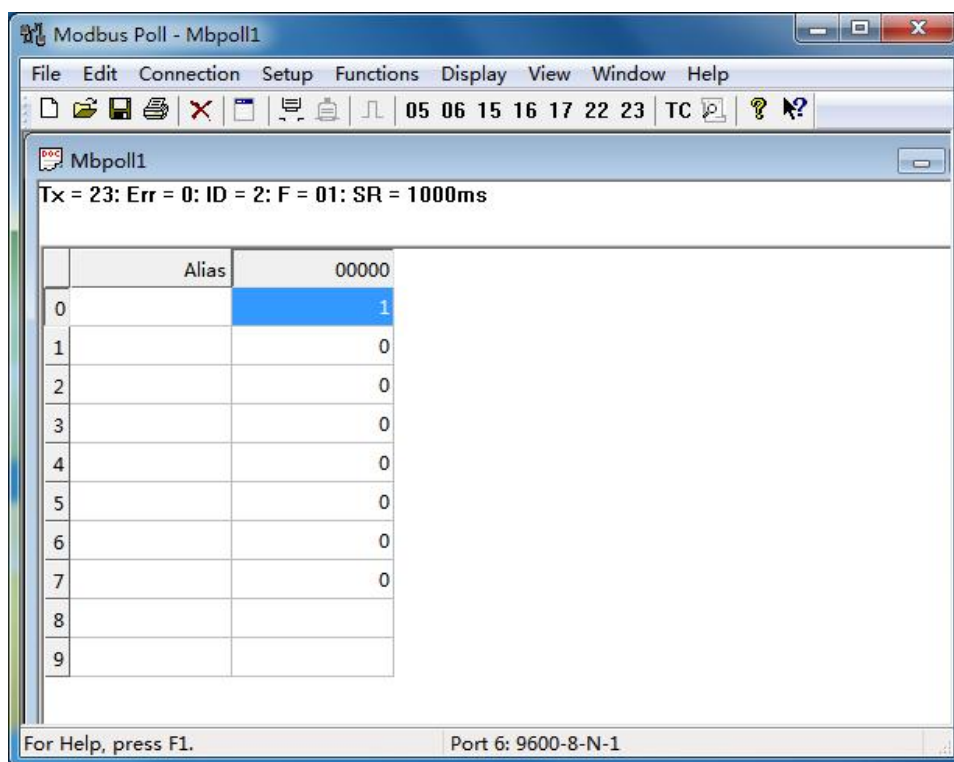 Modbus Poll - Mbpoll1
File Edit Connection Setup Functions Display View Window Help
05 06 15 16 17 22 23 TC
Mbpoll1
Tx = 23: Err = 0: ID = 2: F = 01: SR = 1000ms
Alias 00000
0 1
1 0
2 0
3 0
4 0
5 0
6 0
7 0
8
9
For Help, press F1. Port 6: 9600-8-N-1